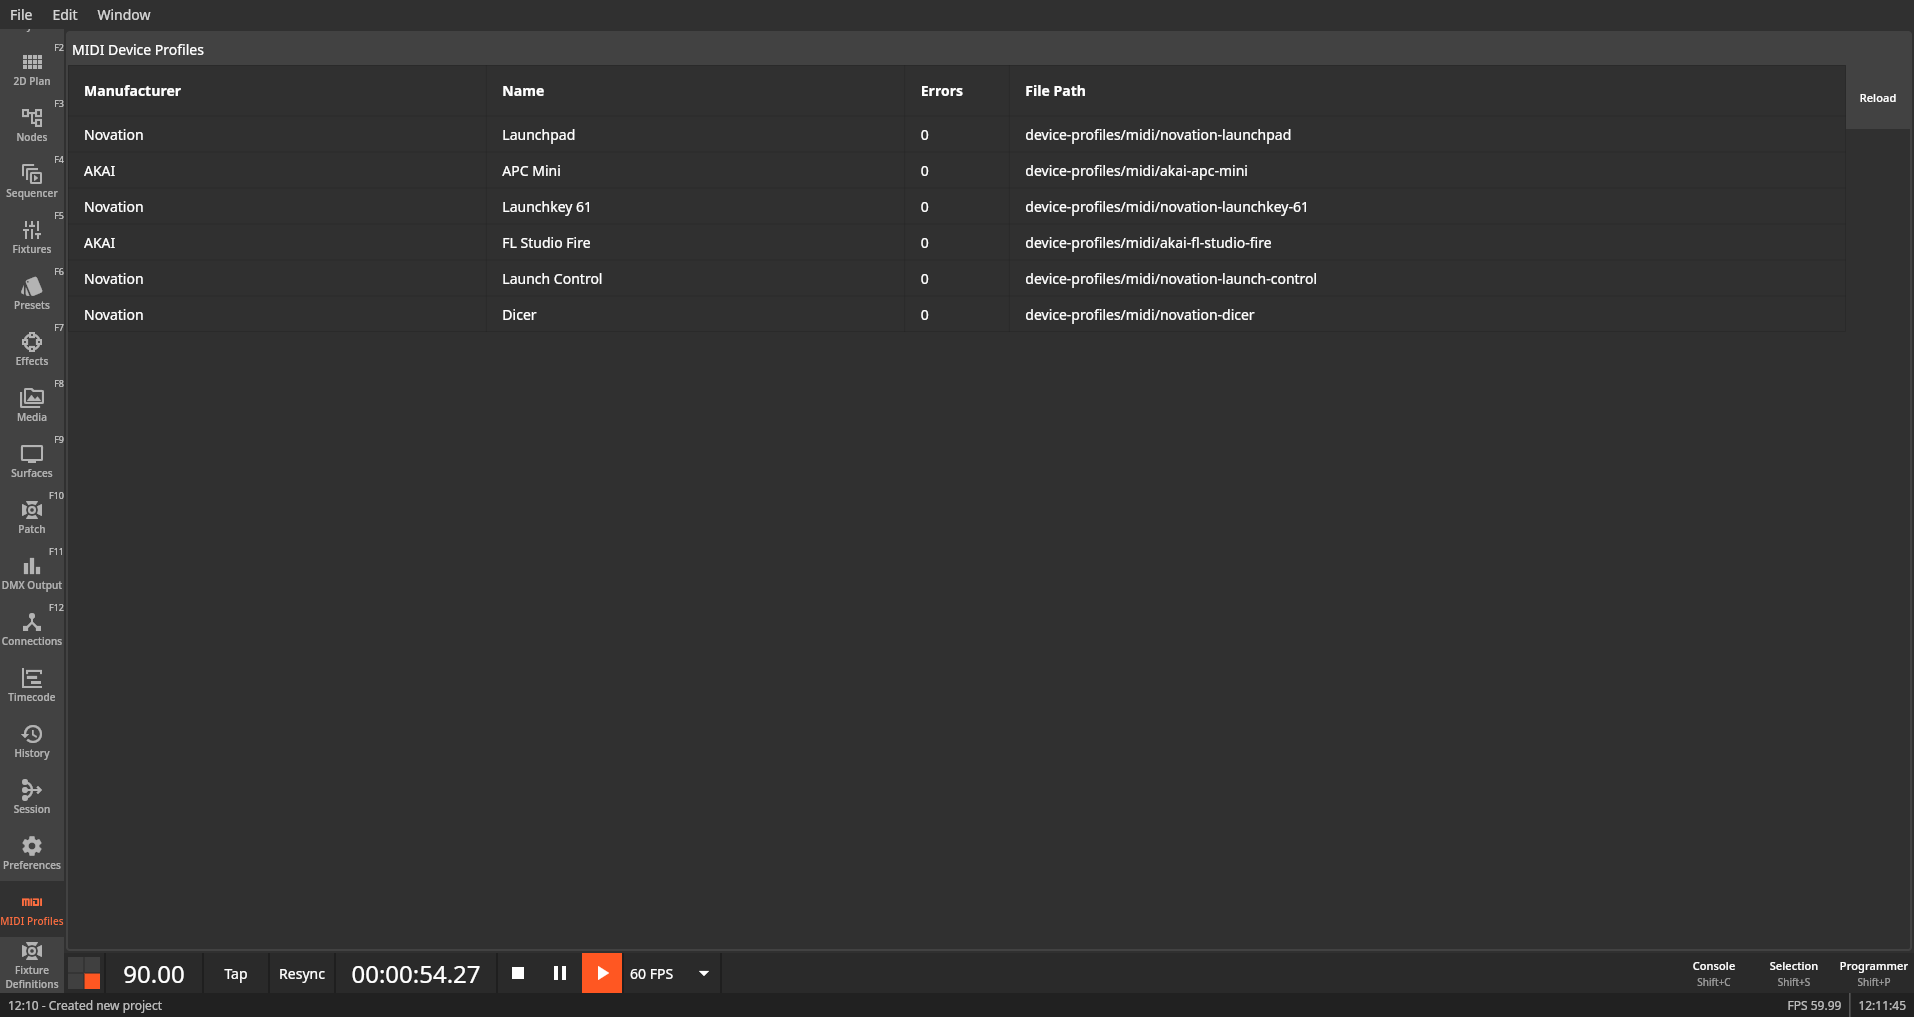 File Edit Window
MIDI Device Profiles
Manufacturer Name Errors File Path
Reload
Novation Launchpad 0 device-profiles/midi/novation-launchpad
AKAI APC Mini 0 device-profiles/midi/akai-apc-mini
Novation Launchkey 61 0 device-profiles/midi/novation-launchkey-61
AKAI FL Studio Fire 0 device-profiles/midi/akai-fl-studio-fire
Novation Launch Control 0 device-profiles/midi/novation-launch-control
Novation Dicer 0 device-profiles/midi/novation-dicer
F2
2D Plan
F3
Nodes
F4
Sequencer
F5
Fixtures
F6
Presets
F7
Effects
F8
Media
F9
Surfaces
F10
Patch
F11
DMX Output
F12
Connections
Timecode
History
Session
Preferences
MIDI
MIDI Profiles
Fixture
Definitions
90.00 Tap Resync 00:00:54.27 60 FPS
Console Selection Programmer
Shift+C Shift+S Shift+P
12:10 - Created new project FPS 59.99 12:11:45